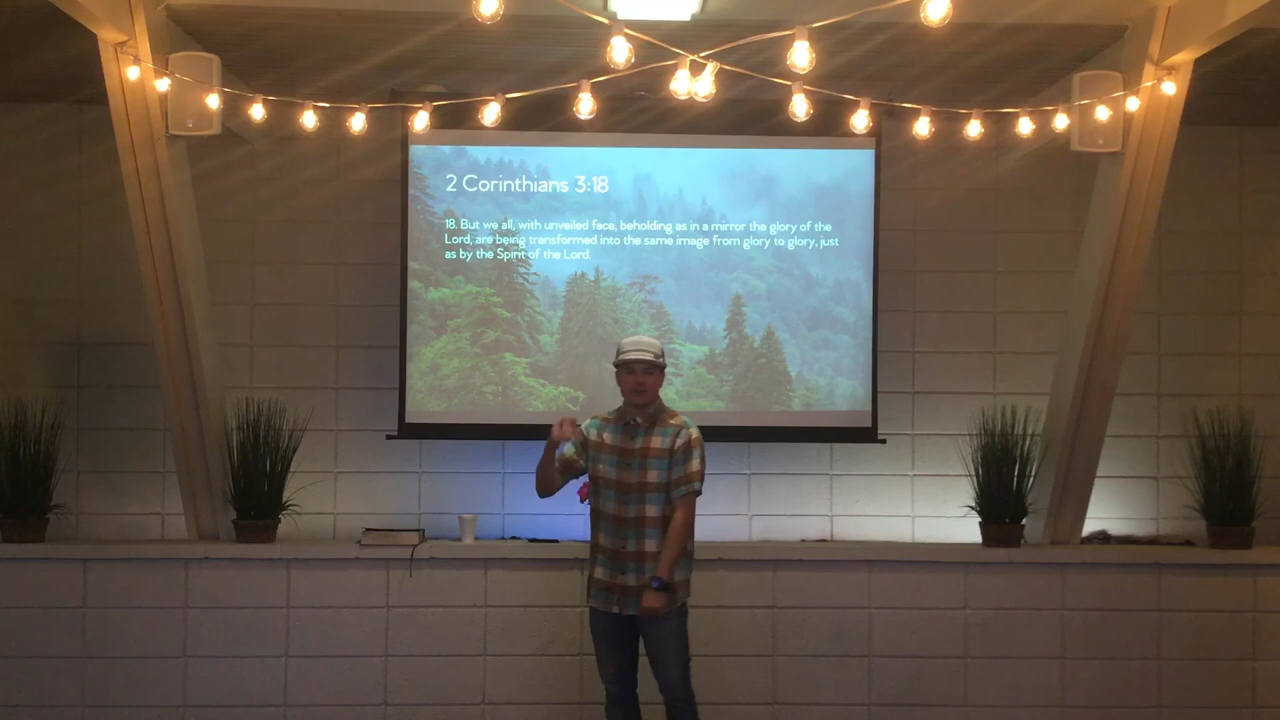 2 Corinthians 3:18
18. But we all, with unveiled face, beholding as in a mirror the glory of the
Lord, are being transformed into the same image from glory to glory, just
as by the Spirit of the Lord.